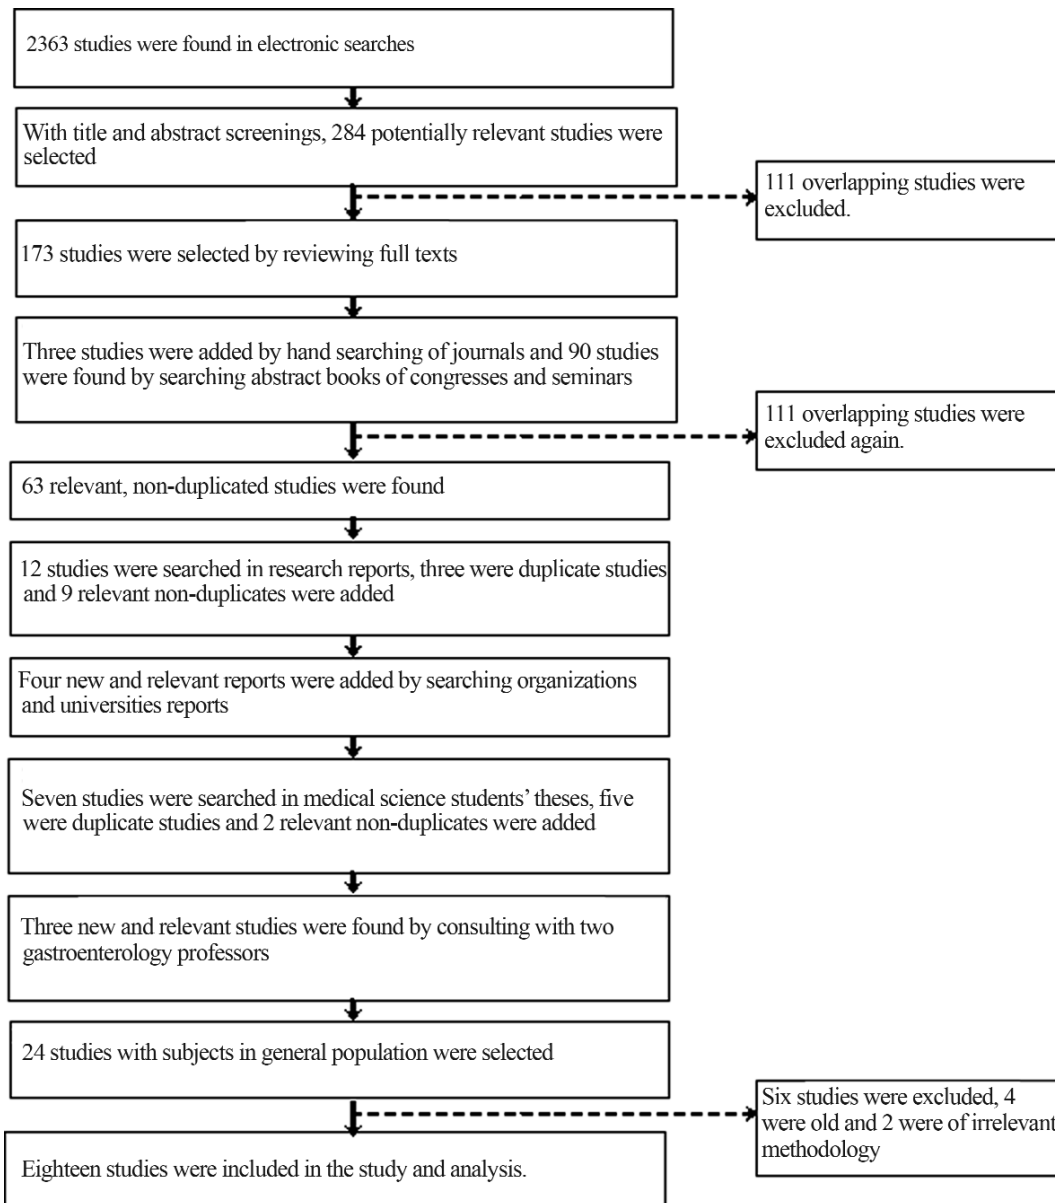 2363 studies were found in electronic searches
With title and abstract screenings, 284 potentially relevant studies were
selected
111 overlapping studies were
excluded.
173 studies were selected by reviewing full texts
Three studies were added by hand searching of journals and 90 studies
were found by searching abstract books of congresses and seminars
111 overlapping studies were
excluded again.
63 relevant, non-duplicated studies were found
12 studies were searched in research reports, three were duplicate studies
and 9 relevant non-duplicates were added
Four new and relevant reports were added by searching organizations
and universities reports
Seven studies were searched in medical science students’ theses, five
were duplicate studies and 2 relevant non-duplicates were added
Three new and relevant studies were found by consulting with two
gastroenterology professors
24 studies with subjects in general population were selected
Six studies were excluded, 4
were old and 2 were of irrelevant
methodology
Eighteen studies were included in the study and analysis.